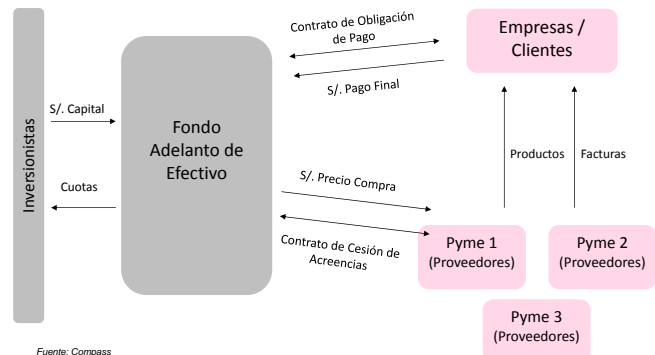 Contrato de Obligación
de Pago
Empresas /
Clientes
S/. Pago Final
S/. Capital
Inversionistas
Fondo
Adelanto de
Efectivo
Productos
Facturas
Cuotas
S/. Precio Compra
Contrato de Cesión de
Acreencias
Pyme 1
(Proveedores)
Pyme 2
(Proveedores)
Pyme 3
(Proveedores)
Fuente: Compass